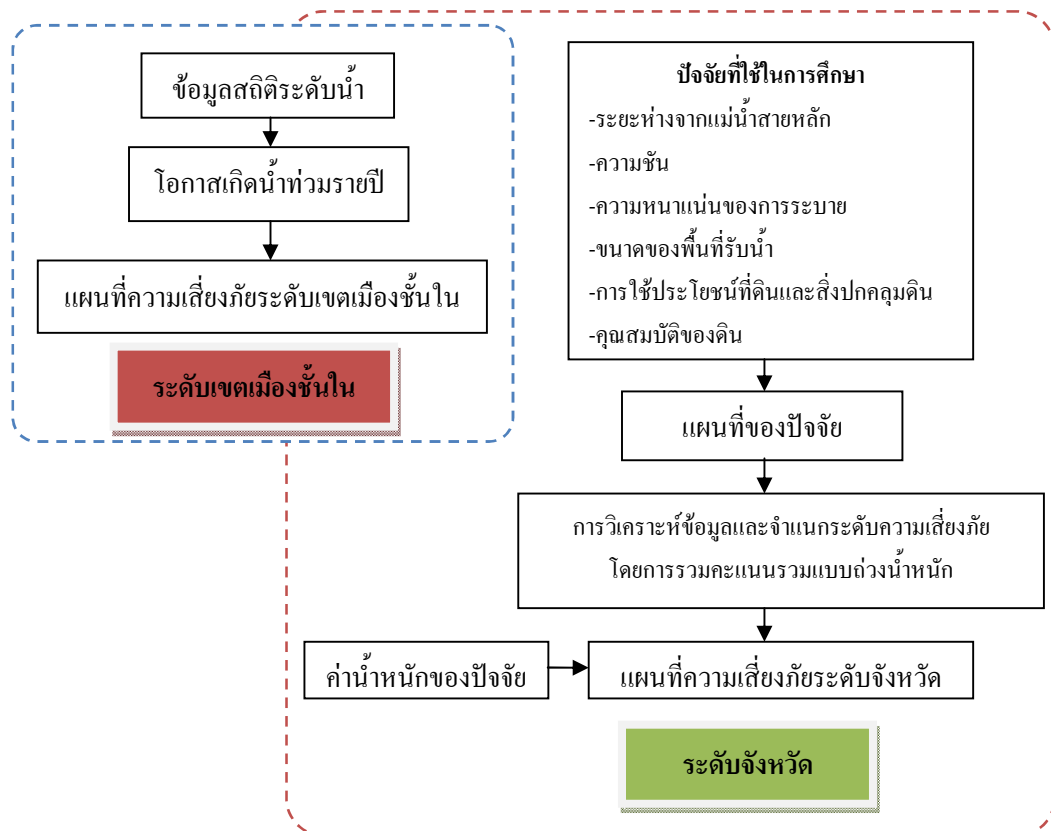 ข้อมูลสถิติระดับน้ำ
โอกาสเกิดน้ำท่วมรายปี
แผนที่ความเสี่ยงภัยระดับเขตเมืองชั้นใน
ระดับเขตเมืองชั้นใน
ปัจจัยที่ใช้ในการศึกษา
-ระยะห่างจากแม่น้ำสายหลัก
-ความชัน
-ความหนาแน่นของการระบาย
-ขนาดของพื้นที่รับน้ำ
-การใช้ประโยชน์ที่ดินและสิ่งปกคลุมดิน
-คุณสมบัติของดิน
แผนที่ของปัจจัย
การวิเคราะห์ข้อมูลและจำแนกระดับความเสี่ยงภัย
โดยการรวมคะแนนรวมแบบถ่วงน้ำหนัก
ค่าน้ำหนักของปัจจัย
แผนที่ความเสี่ยงภัยระดับจังหวัด
ระดับจังหวัด